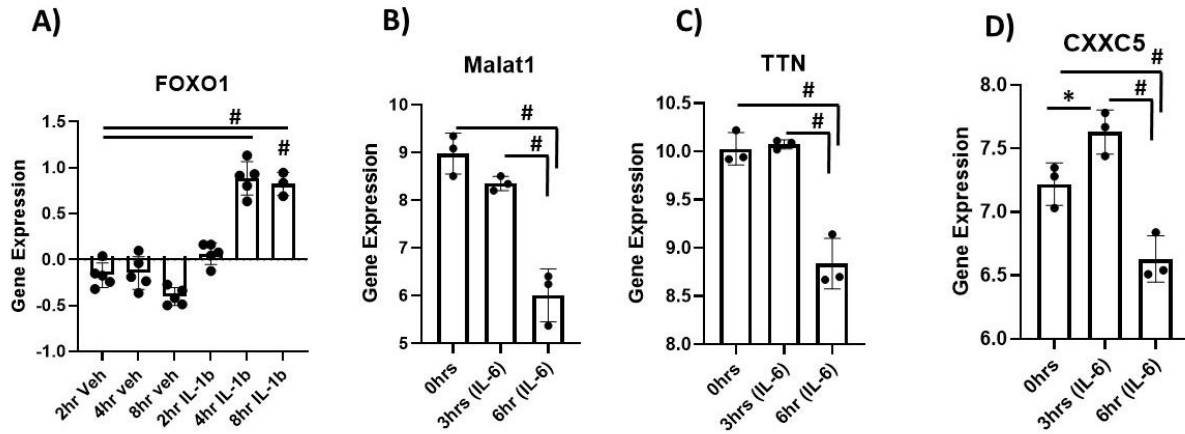 A)
FOXO1
#
#
Gene Expression
1.5
1.0
0.5
0.0
-0.5
-1.0
2hr Veh
4hr veh
8hr veh
2hr IL-1b
4hr IL-1b
8hr IL-1b
B)
Malat1
#
#
Gene Expression
10
9
8
7
6
5
0hrs
3hrs (IL-6)
6hr (IL-6)
C)
TTN
#
#
Gene Expression
10.5
10.0
9.5
9.0
8.5
8.0
0hrs
3hrs (IL-6)
6hr (IL-6)
D)
CXXC5
#
* #
Gene Expression
8.0
7.5
7.0
6.5
6.0
0hrs
3hrs (IL-6)
6hr (IL-6)